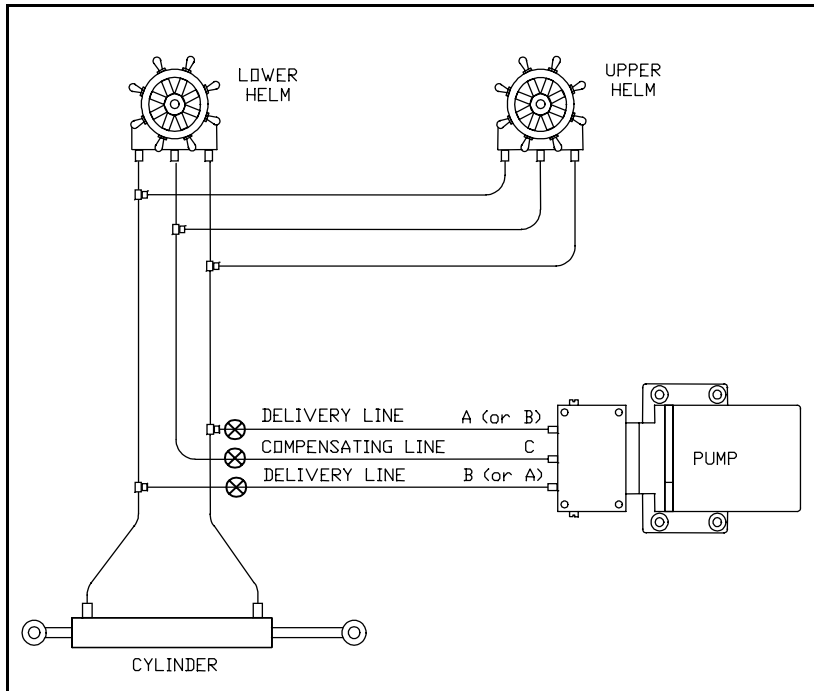 LOWER
HELM
UPPER
HELM
DELIVERY LINE A (or B)
COMPENSATING LINE C
DELIVERY LINE B (or A)
PUMP
CYLINDER